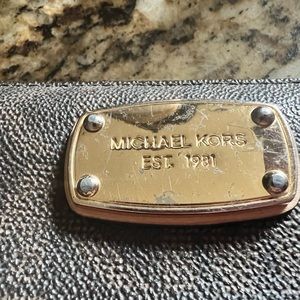 MICHAEL KORS
EST. 1981